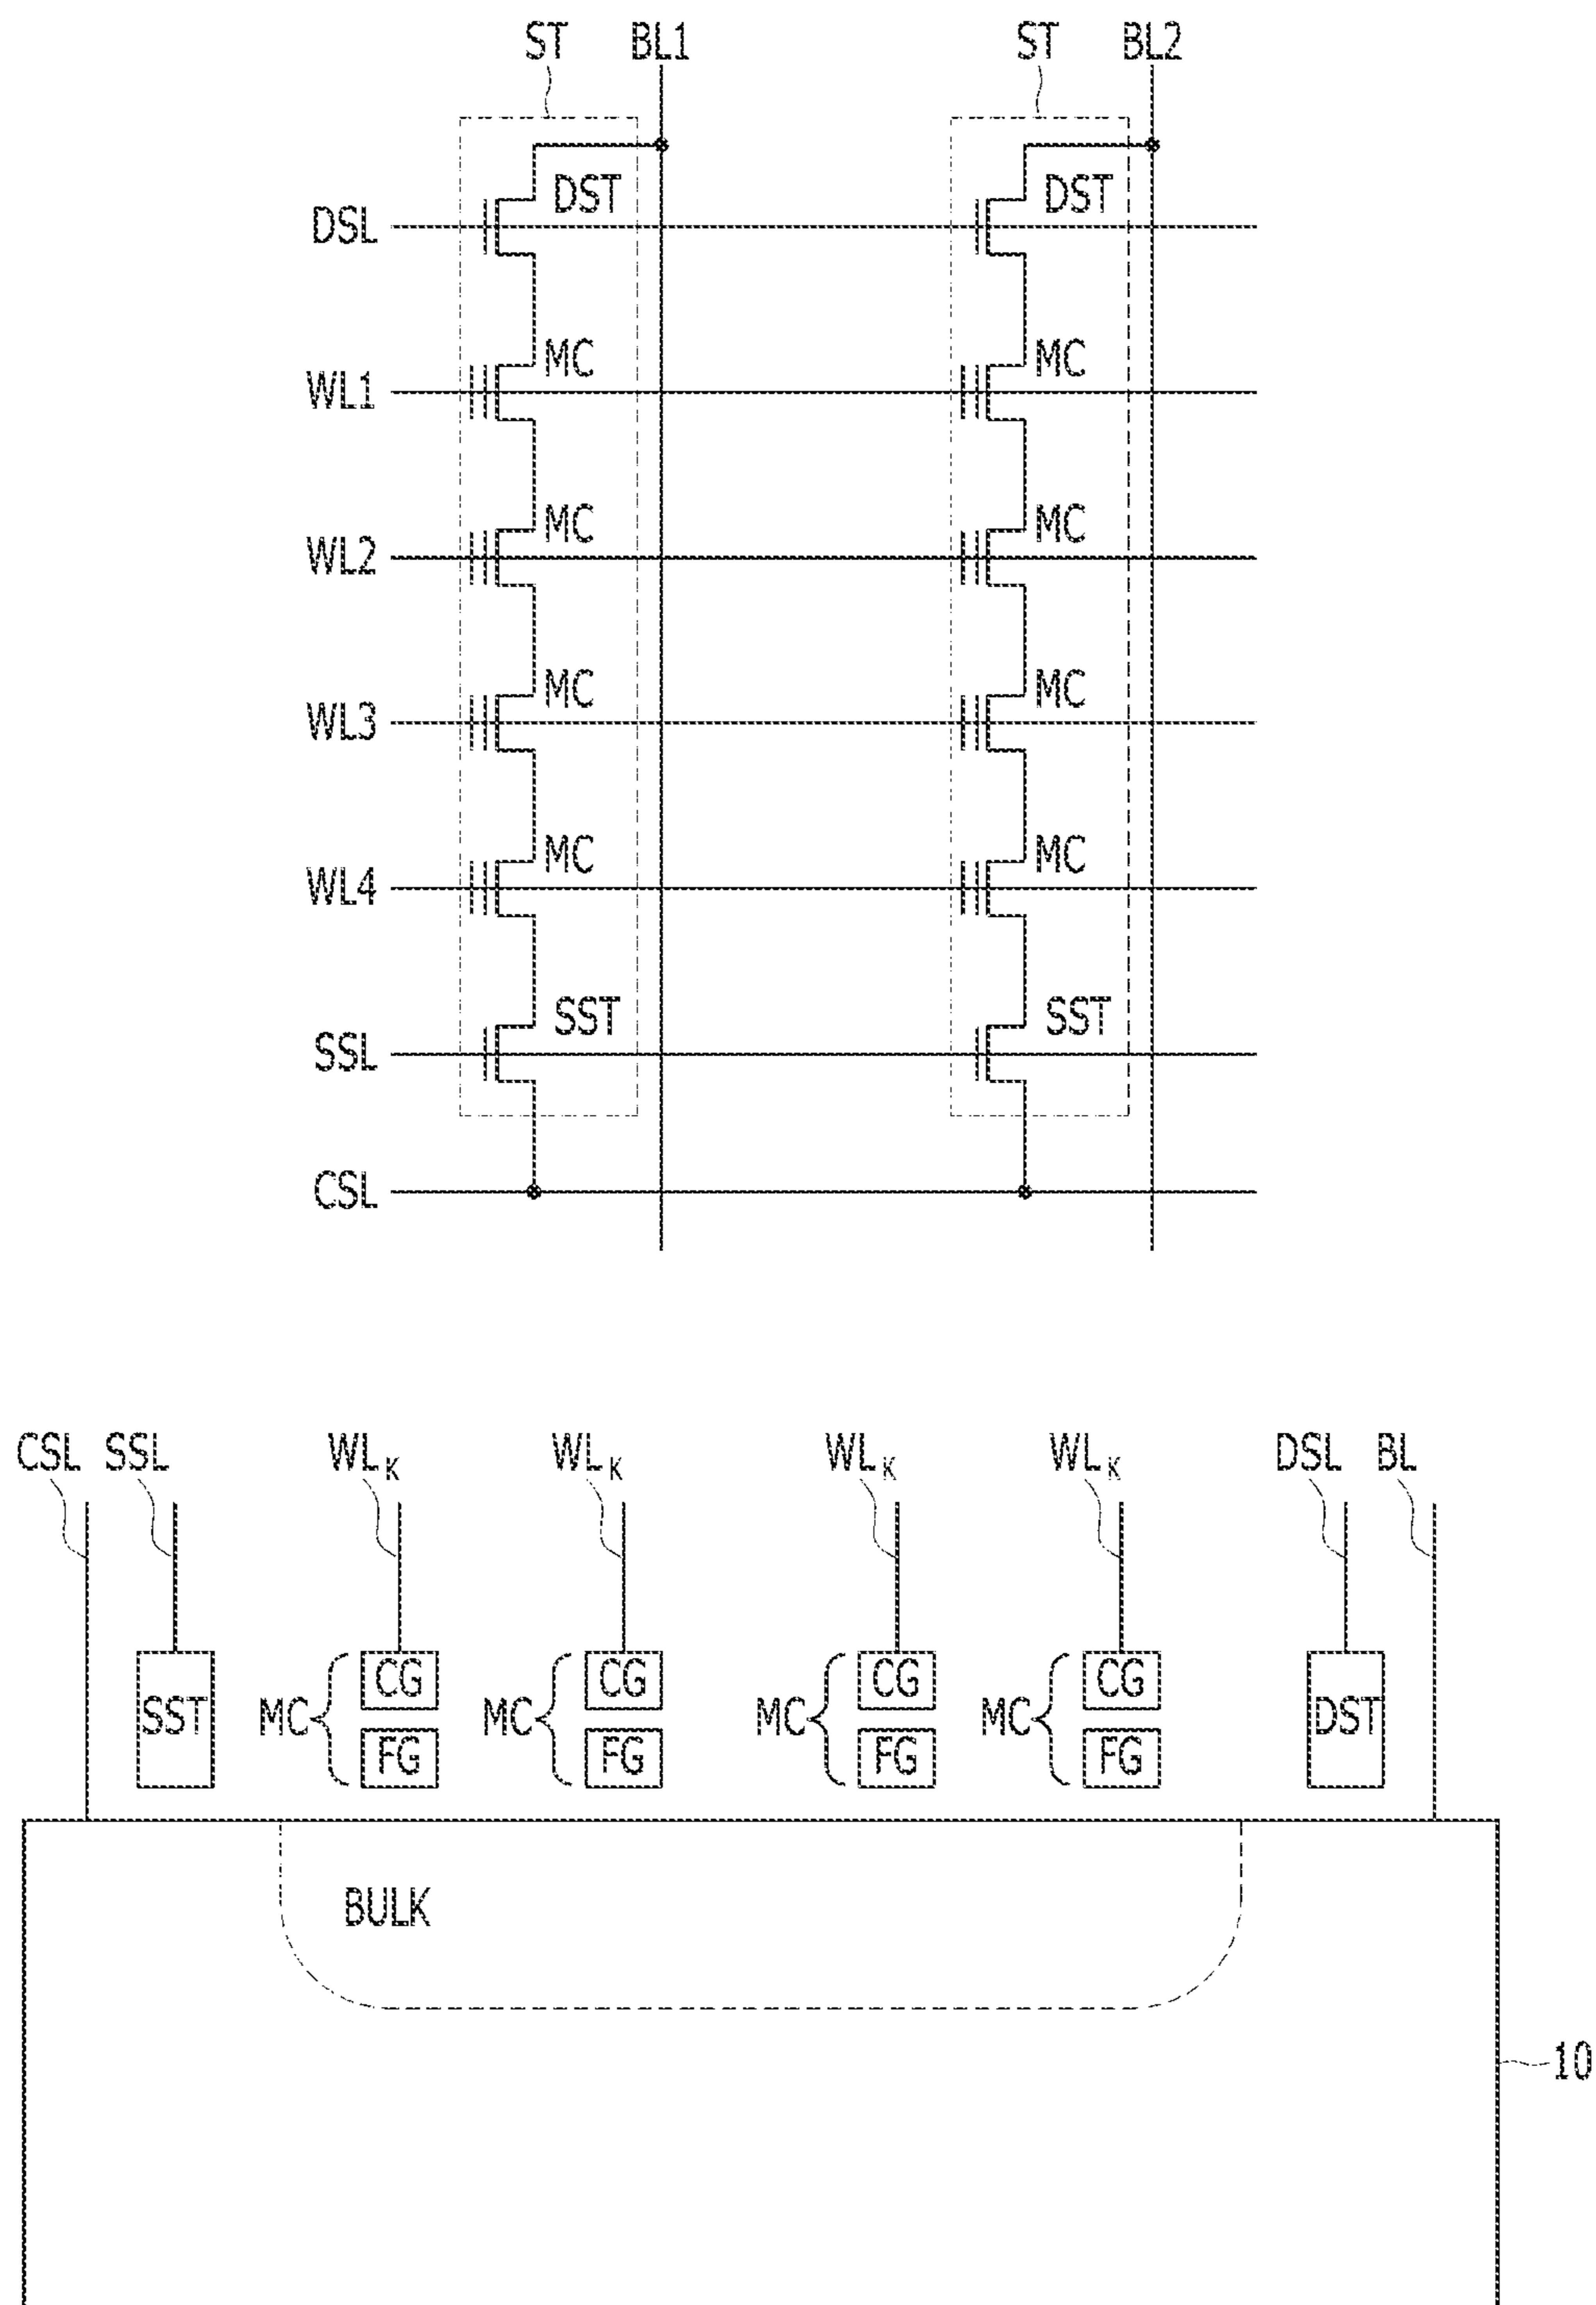 ST BL1 ST BL2
DST DST
DSL
MC MC
WL1
MC MC
WL2
MC MC
WL3
MC MC
WL4
SST SST
SSL
CSL
CSL SSL WLK WLK WLK WLK DSL BL
CG CG CG CG
SST MC MC MC MC DST
FG FG FG FG
BULK
10